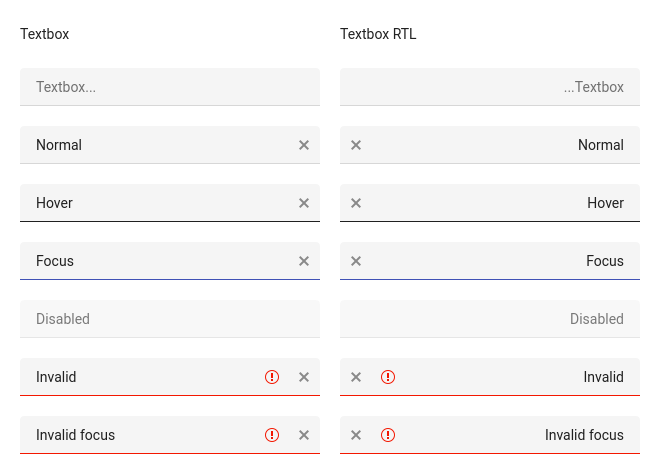 Textbox
Textbox RTL
Textbox...
...Textbox
Normal
Normal
Hover
Hover
Focus
Focus
Disabled
Disabled
Invalid
Invalid
Invalid focus
Invalid focus